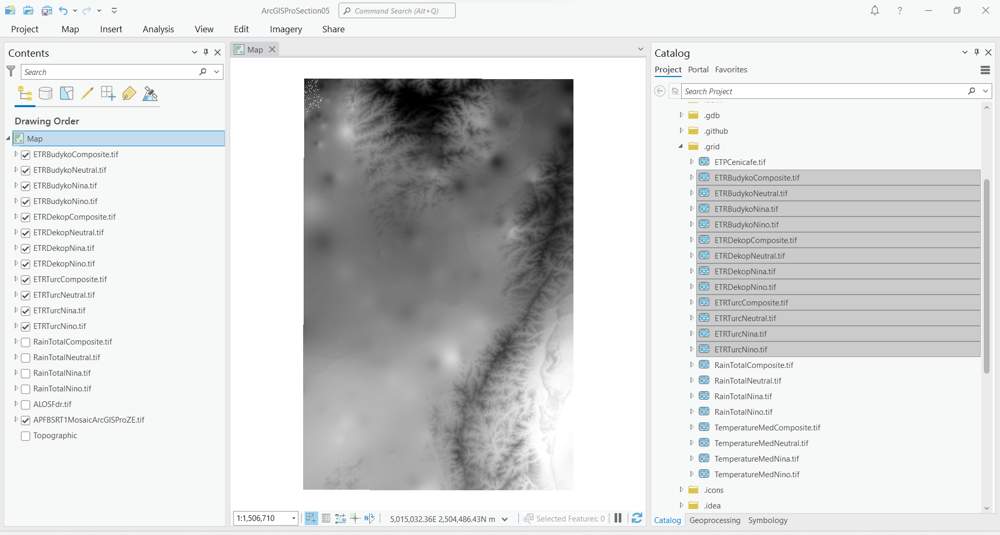 ArcGISProSection05
Command Search (Alt+Q)
?
Project
Map
Insert
Analysis
View
Edit
Imagery
Share
Contents
Search
Drawing Order
Map
ETRBudykoComposite.tif
ETRBudykoNeutral.tif
ETRBudykoNina.tif
ETRBudykoNino.tif
ETRDekopComposite.tif
ETRDekopNeutral.tif
ETRDekopNina.tif
ETRDekopNino.tif
ETRTurcComposite.tif
ETRTurcNeutral.tif
ETRTurcNina.tif
ETRTurcNino.tif
RainTotalComposite.tif
RainTotalNeutral.tif
RainTotalNina.tif
RainTotalNino.tif
ALOSFdr.tif
APFBSRT1MosaicArcGISProZE.tif
Topographic
Map
1:1,506,710
5,015,032.36E 2,504,486.43N m
Selected Features: 0
Catalog
Project
Portal
Favorites
Search Project
.gdb
.github
.grid
ETPCenicafe.tif
ETRBudykoComposite.tif
ETRBudykoNeutral.tif
ETRBudykoNina.tif
ETRBudykoNino.tif
ETRDekopComposite.tif
ETRDekopNeutral.tif
ETRDekopNina.tif
ETRDekopNino.tif
ETRTurcComposite.tif
ETRTurcNeutral.tif
ETRTurcNina.tif
ETRTurcNino.tif
RainTotalComposite.tif
RainTotalNeutral.tif
RainTotalNina.tif
RainTotalNino.tif
TemperatureMedComposite.tif
TemperatureMedNeutral.tif
TemperatureMedNina.tif
TemperatureMedNino.tif
.icons
.idea
Catalog
Geoprocessing
Symbology